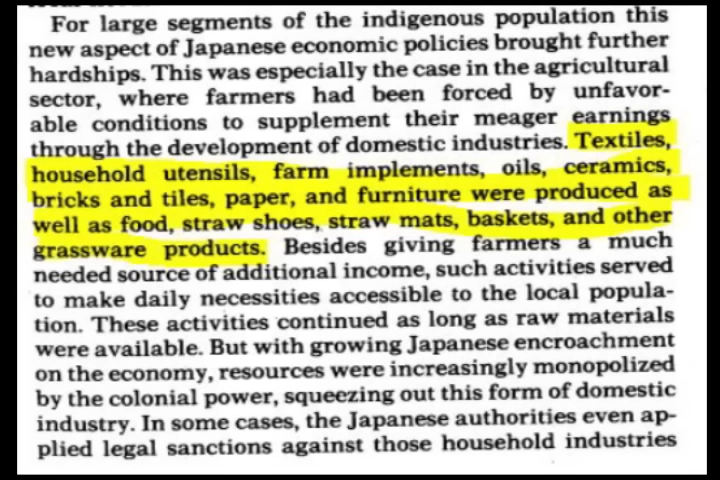 For large segments of the indigenous population this
new aspect of Japanese economic policies brought further
hardships. This was especially the case in the agricultural
sector, where farmers had been forced by unfavor-
able conditions to supplement their meager earnings
through the development of domestic industries. Textiles,
household utensils, farm implements, oils, ceramics,
bricks and tiles, paper, and furniture were produced as
well as food, straw shoes, straw mats, baskets, and other
grassware products. Besides giving farmers a much
needed source of additional income, such activities served
to make daily necessities accessible to the local popula-
tion. These activities continued as long as raw materials
were available. But with growing Japanese encroachment
on the economy, resources were increasingly monopolized
by the colonial power, squeezing out this form of domestic
industry. In some cases, the Japanese authorities even ap-
plied legal sanctions against those household industries